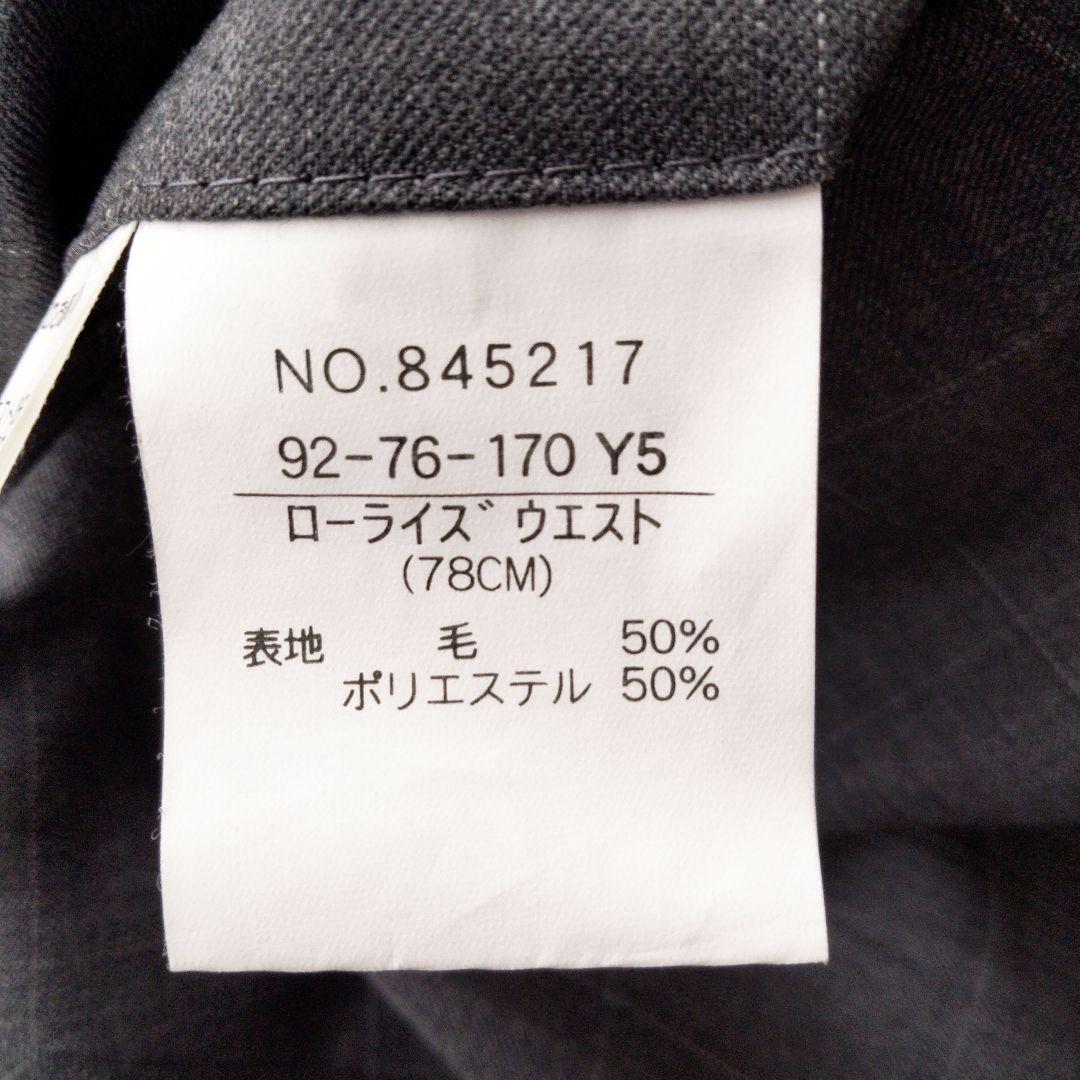 NO.845217
92-76-170 Y5
ローライズ ウエスト
(78CM)
表地 毛 50%
ポリエステル 50%